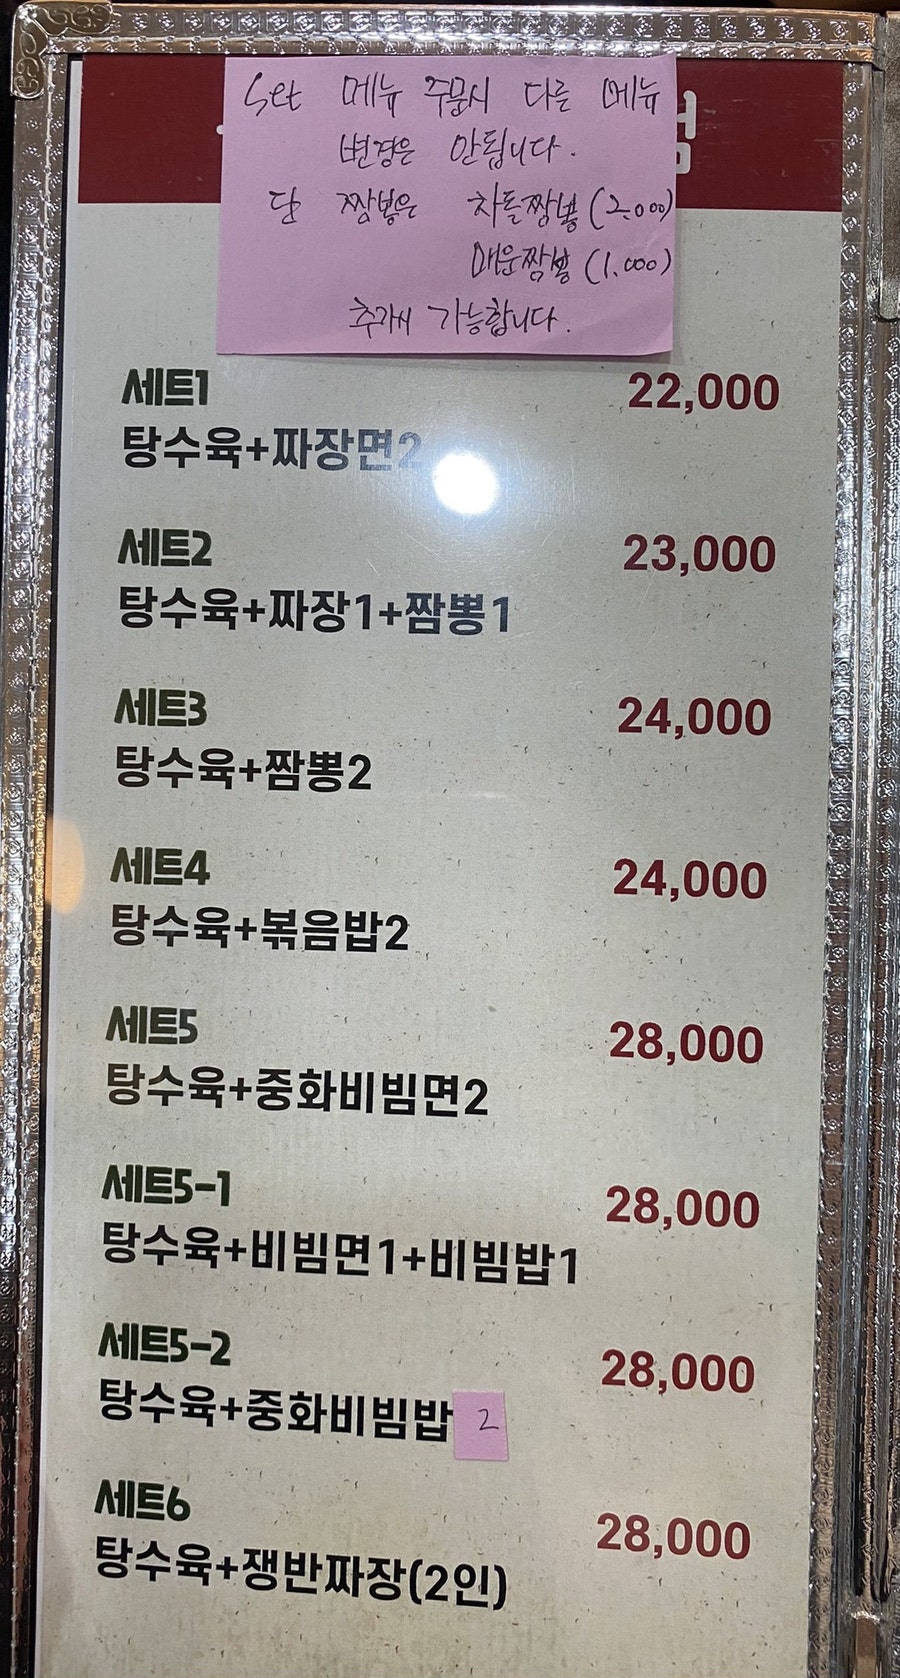 Set 메뉴 주문시 다른 메뉴
변경은 안됩니다.
단 짬뽕은 차돌짬뽕(2.000)
매운짬뽕(1.000)
추가시 가능합니다.
세트1 22,000
탕수육+짜장면2
세트2 23,000
탕수육+짜장1+짬뽕1
세트3 24,000
탕수육+짬뽕2
세트4 24,000
탕수육+볶음밥2
세트5 28,000
탕수육+중화비빔면2
세트5-1 28,000
탕수육+비빔면1+비빔밥1
세트5-2 28,000
탕수육+중화비빔밥 2
세트6 28,000
탕수육+쟁반짜장(2인)